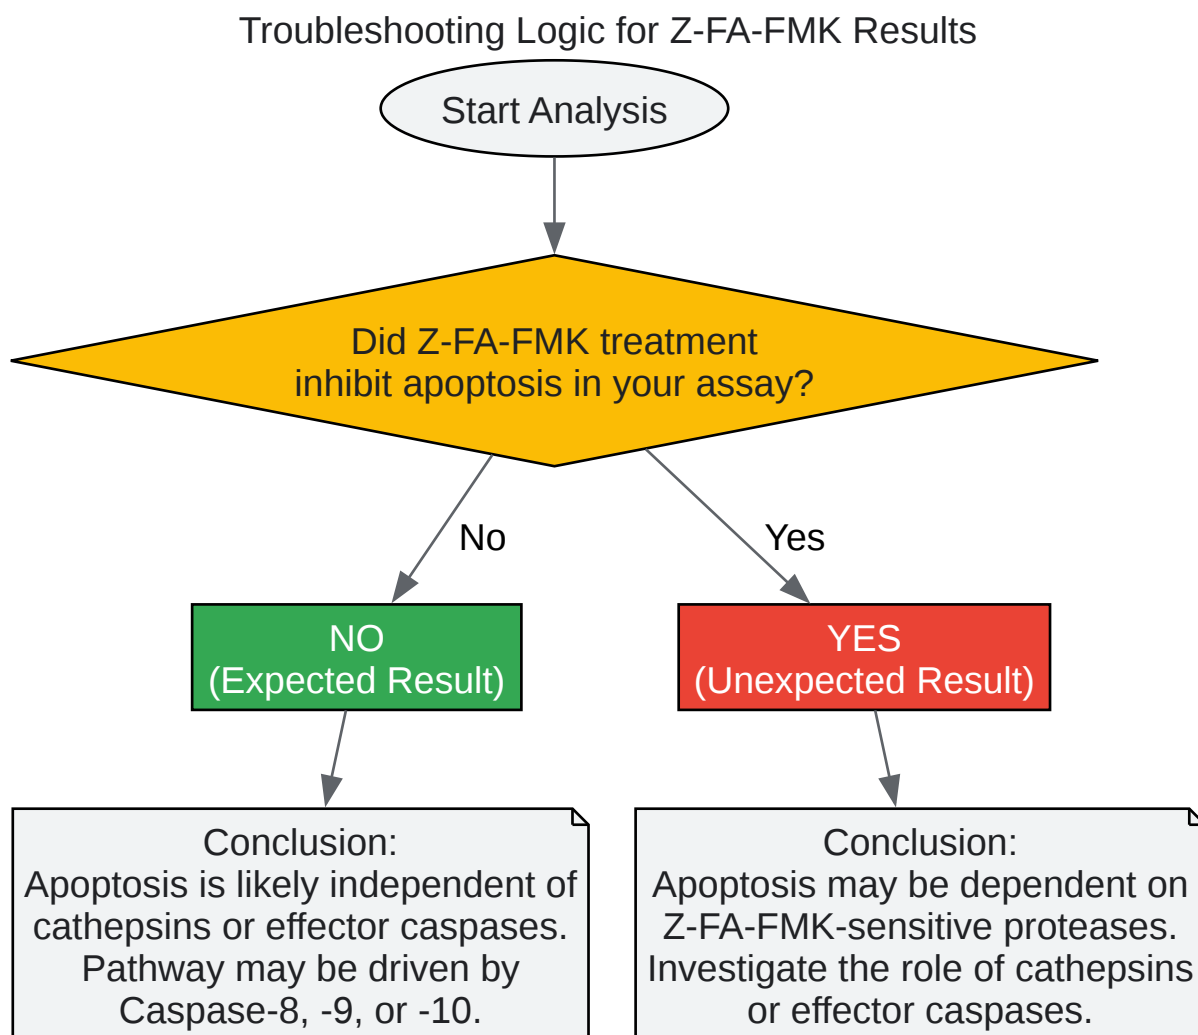 Troubleshooting Logic for Z-FA-FMK Results
Start Analysis
Did Z-FA-FMK treatment
inhibit apoptosis in your assay?
No
Yes
NO
(Expected Result)
YES
(Unexpected Result)
Conclusion:
Apoptosis is likely independent of
cathepsins or effector caspases.
Pathway may be driven by
Caspase-8, -9, or -10.
Conclusion:
Apoptosis may be dependent on
Z-FA-FMK-sensitive proteases.
Investigate the role of cathepsins
or effector caspases.